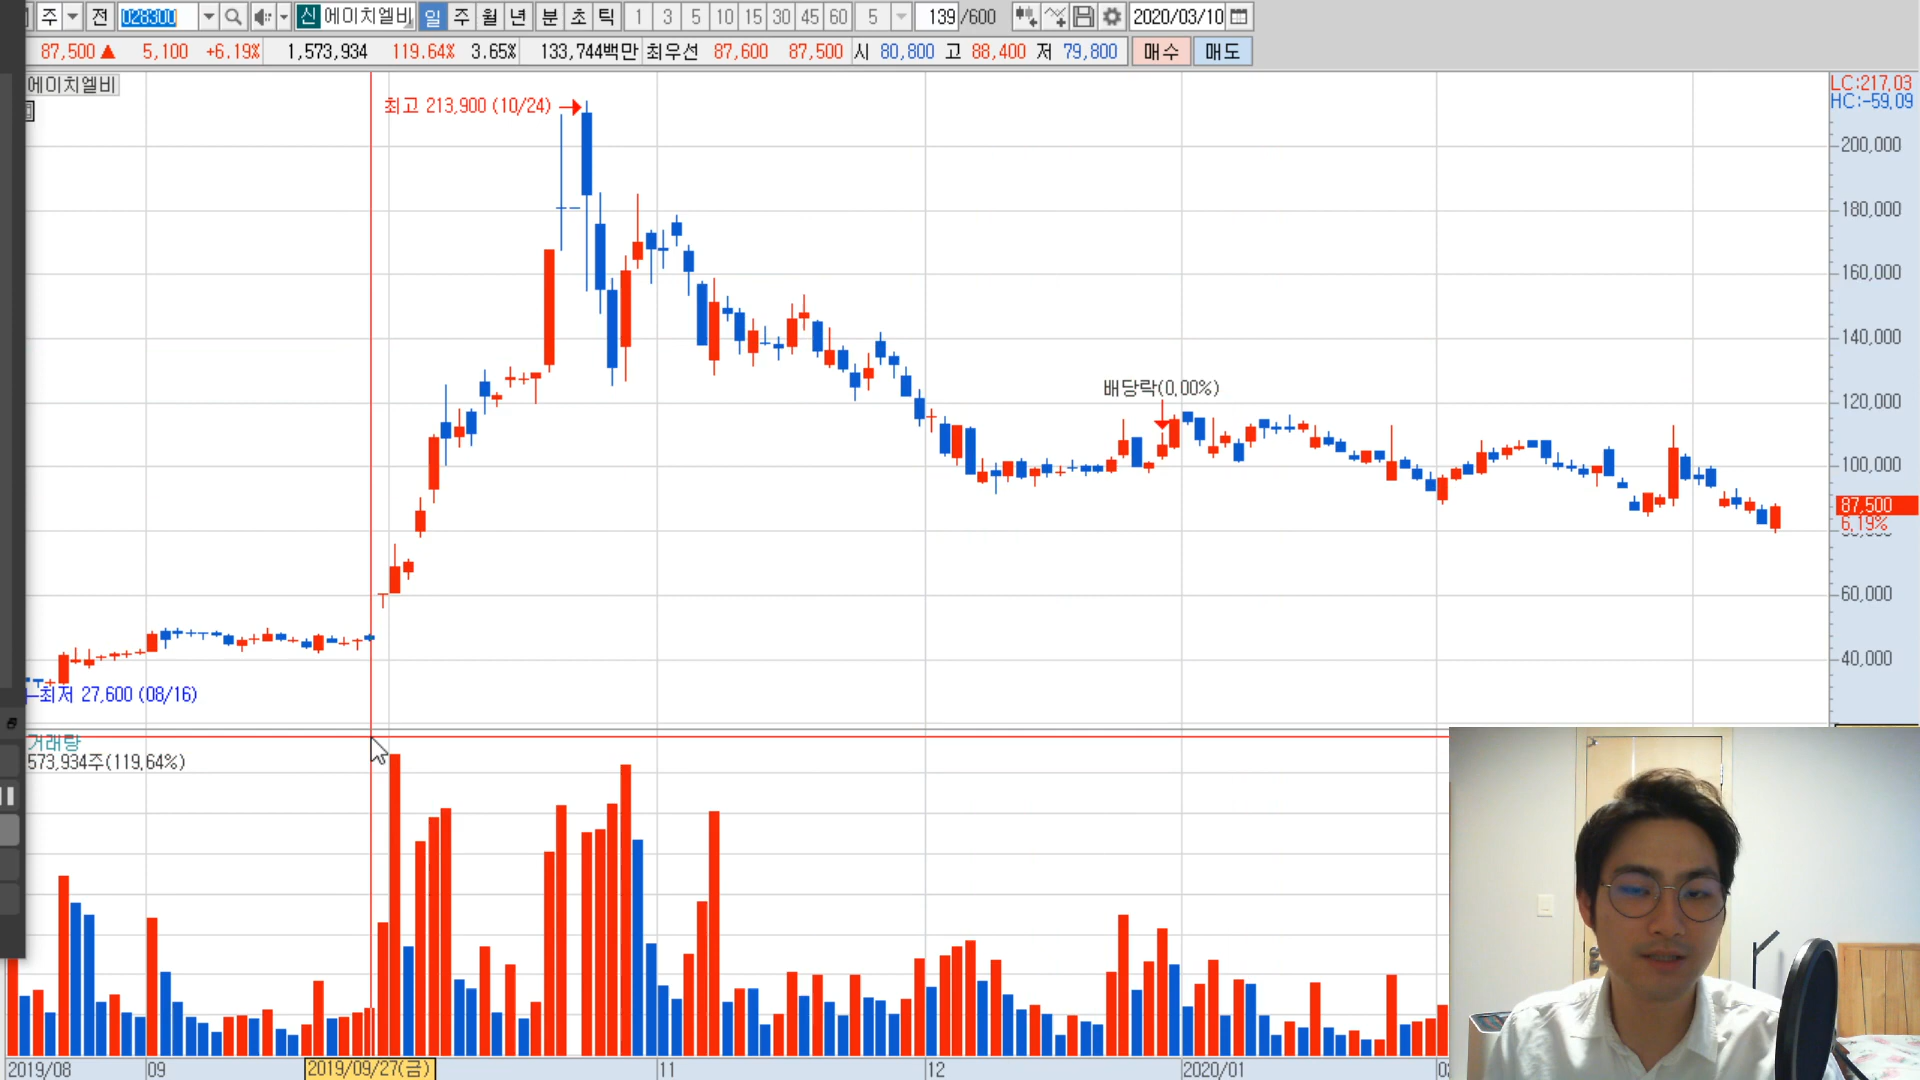 주 전 028300 신 에이치엘비 일 주 월 년 분 초 틱 1 3 5 10 15 30 45 60 5 139 /600 2020/03/10
87,500 ▲ 5,100 +6.19% 1,573,934 119.64% 3.65% 133,744백만 최우선 87,600 87,500 시 80,800 고 88,400 저 79,800 매수 매도
에이치엘비
LC:217.03
HC:-59.09
최고 213,900 (10/24)
200,000
180,000
160,000
140,000
배당락(0.00%)
120,000
100,000
87,500
6.19%
60,000
40,000
최저 27,600 (08/16)
거래량
573,934주(119.64%)
2019/08 09 2019/09/27(금) 11 12 2020/01